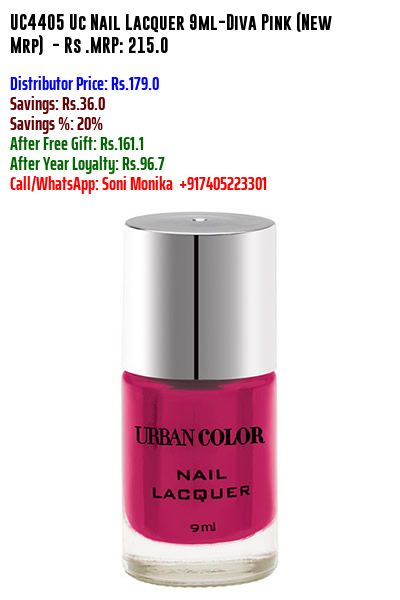 UC4405 Uc Nail Lacquer 9ml-Diva Pink (New
Mrp) - Rs .MRP: 215.0
Distributor Price: Rs.179.0
Savings: Rs.36.0
Savings %: 20%
After Free Gift: Rs.161.1
After Year Loyalty: Rs.96.7
Call/WhatsApp: Soni Monika +917405223301
URBAN COLOR
NAIL
LACQUER
9ml